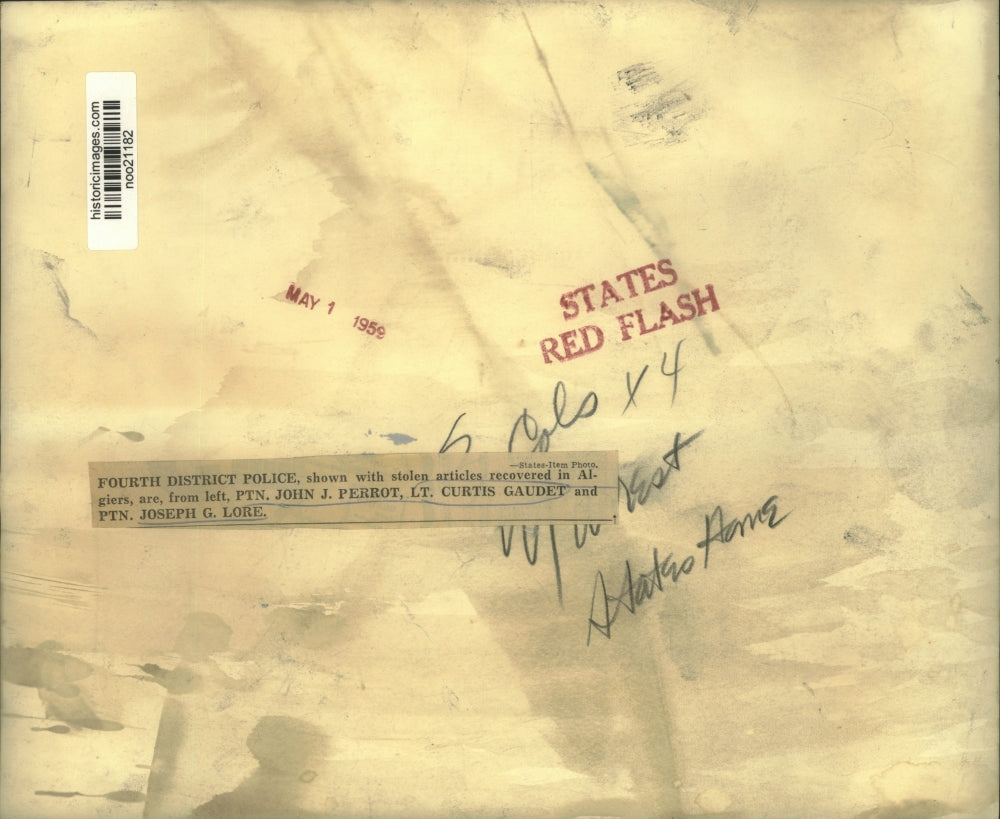 historicimages.com
noo21182
MAY 1 1959
STATES
RED FLASH
Cols x 4
—States-Item Photo.
FOURTH DISTRICT POLICE, shown with stolen articles recovered in Al-
giers, are, from left, PTN. JOHN J. PERROT, LT. CURTIS GAUDET and
PTN. JOSEPH G. LORE.
States